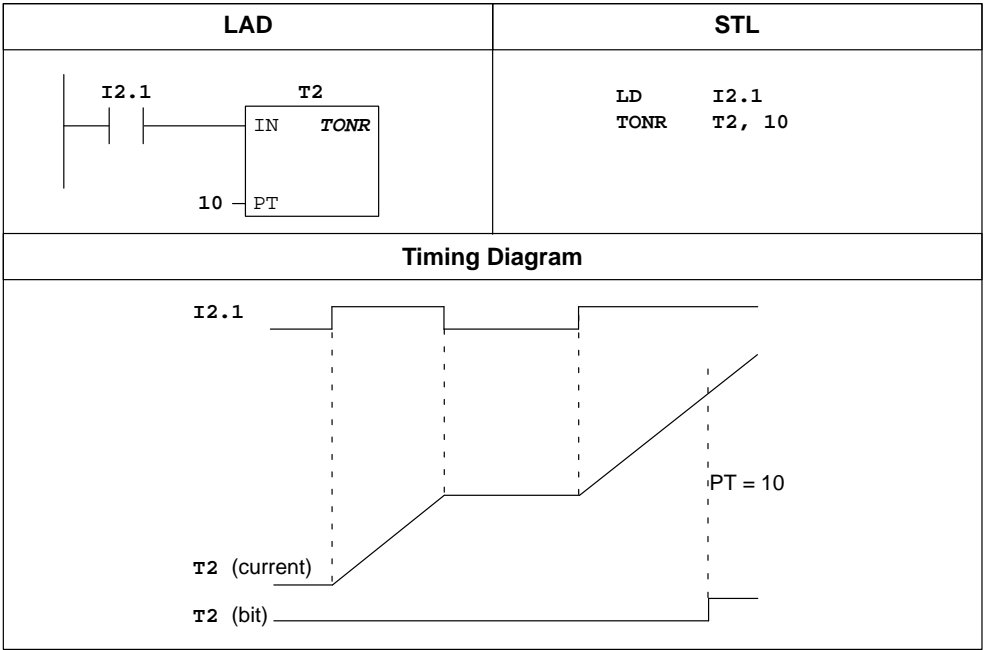 LAD
STL
I2.1
T2
IN TONR
10 PT
LD I2.1
TONR T2, 10
Timing Diagram
I2.1
PT = 10
T2 (current)
T2 (bit)